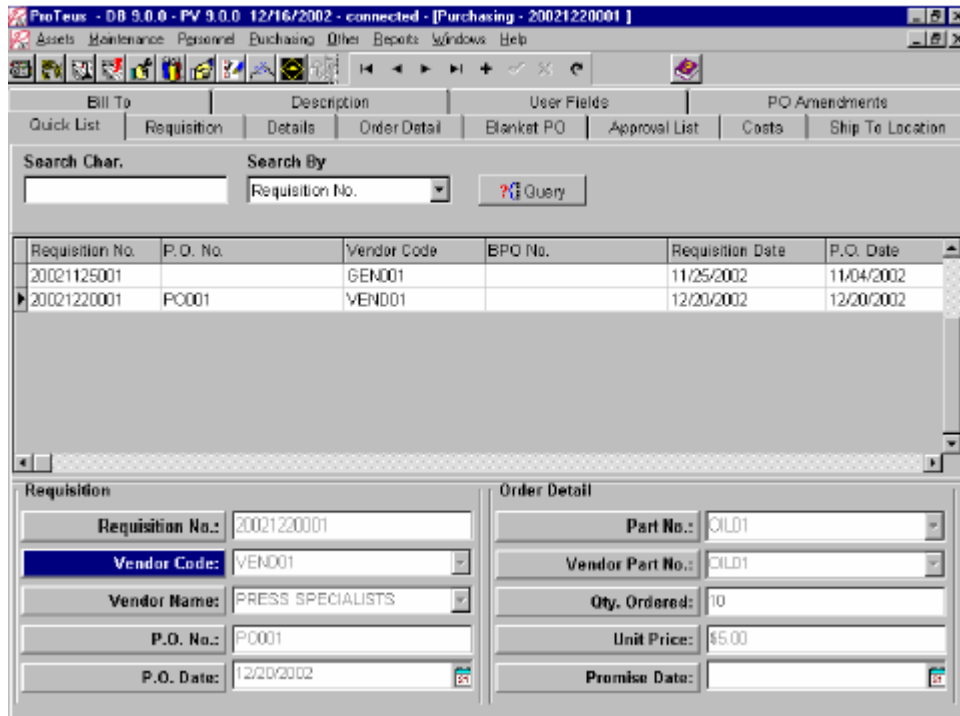 ProTeus - DB 9.0.0 - PV 9.0.0 12/16/2002 - connected - [Purchasing - 20021220001 ]
Assets Maintenance Personnel Purchasing Other Reports Windows Help
Bill To Description User Fields PO Amendments
Quick List Requisition Details Order Detail Blanket PO Approval List Costs Ship To Location
Search Char. Search By
Requisition No. Query
Requisition No. P.O. No. Vendor Code BPO No. Requisition Date P.O. Date
20021125001 GEN001 11/25/2002 11/04/2002
20021220001 PO001 VEND01 12/20/2002 12/20/2002
Requisition Order Detail
Requisition No.: 20021220001 Part No.: OIL01
Vendor Code: VEND01 Vendor Part No.: OIL01
Vendor Name: PRESS SPECIALISTS Qty. Ordered: 10
P.O. No.: PO001 Unit Price: $5.00
P.O. Date: 12/20/2002 Promise Date: